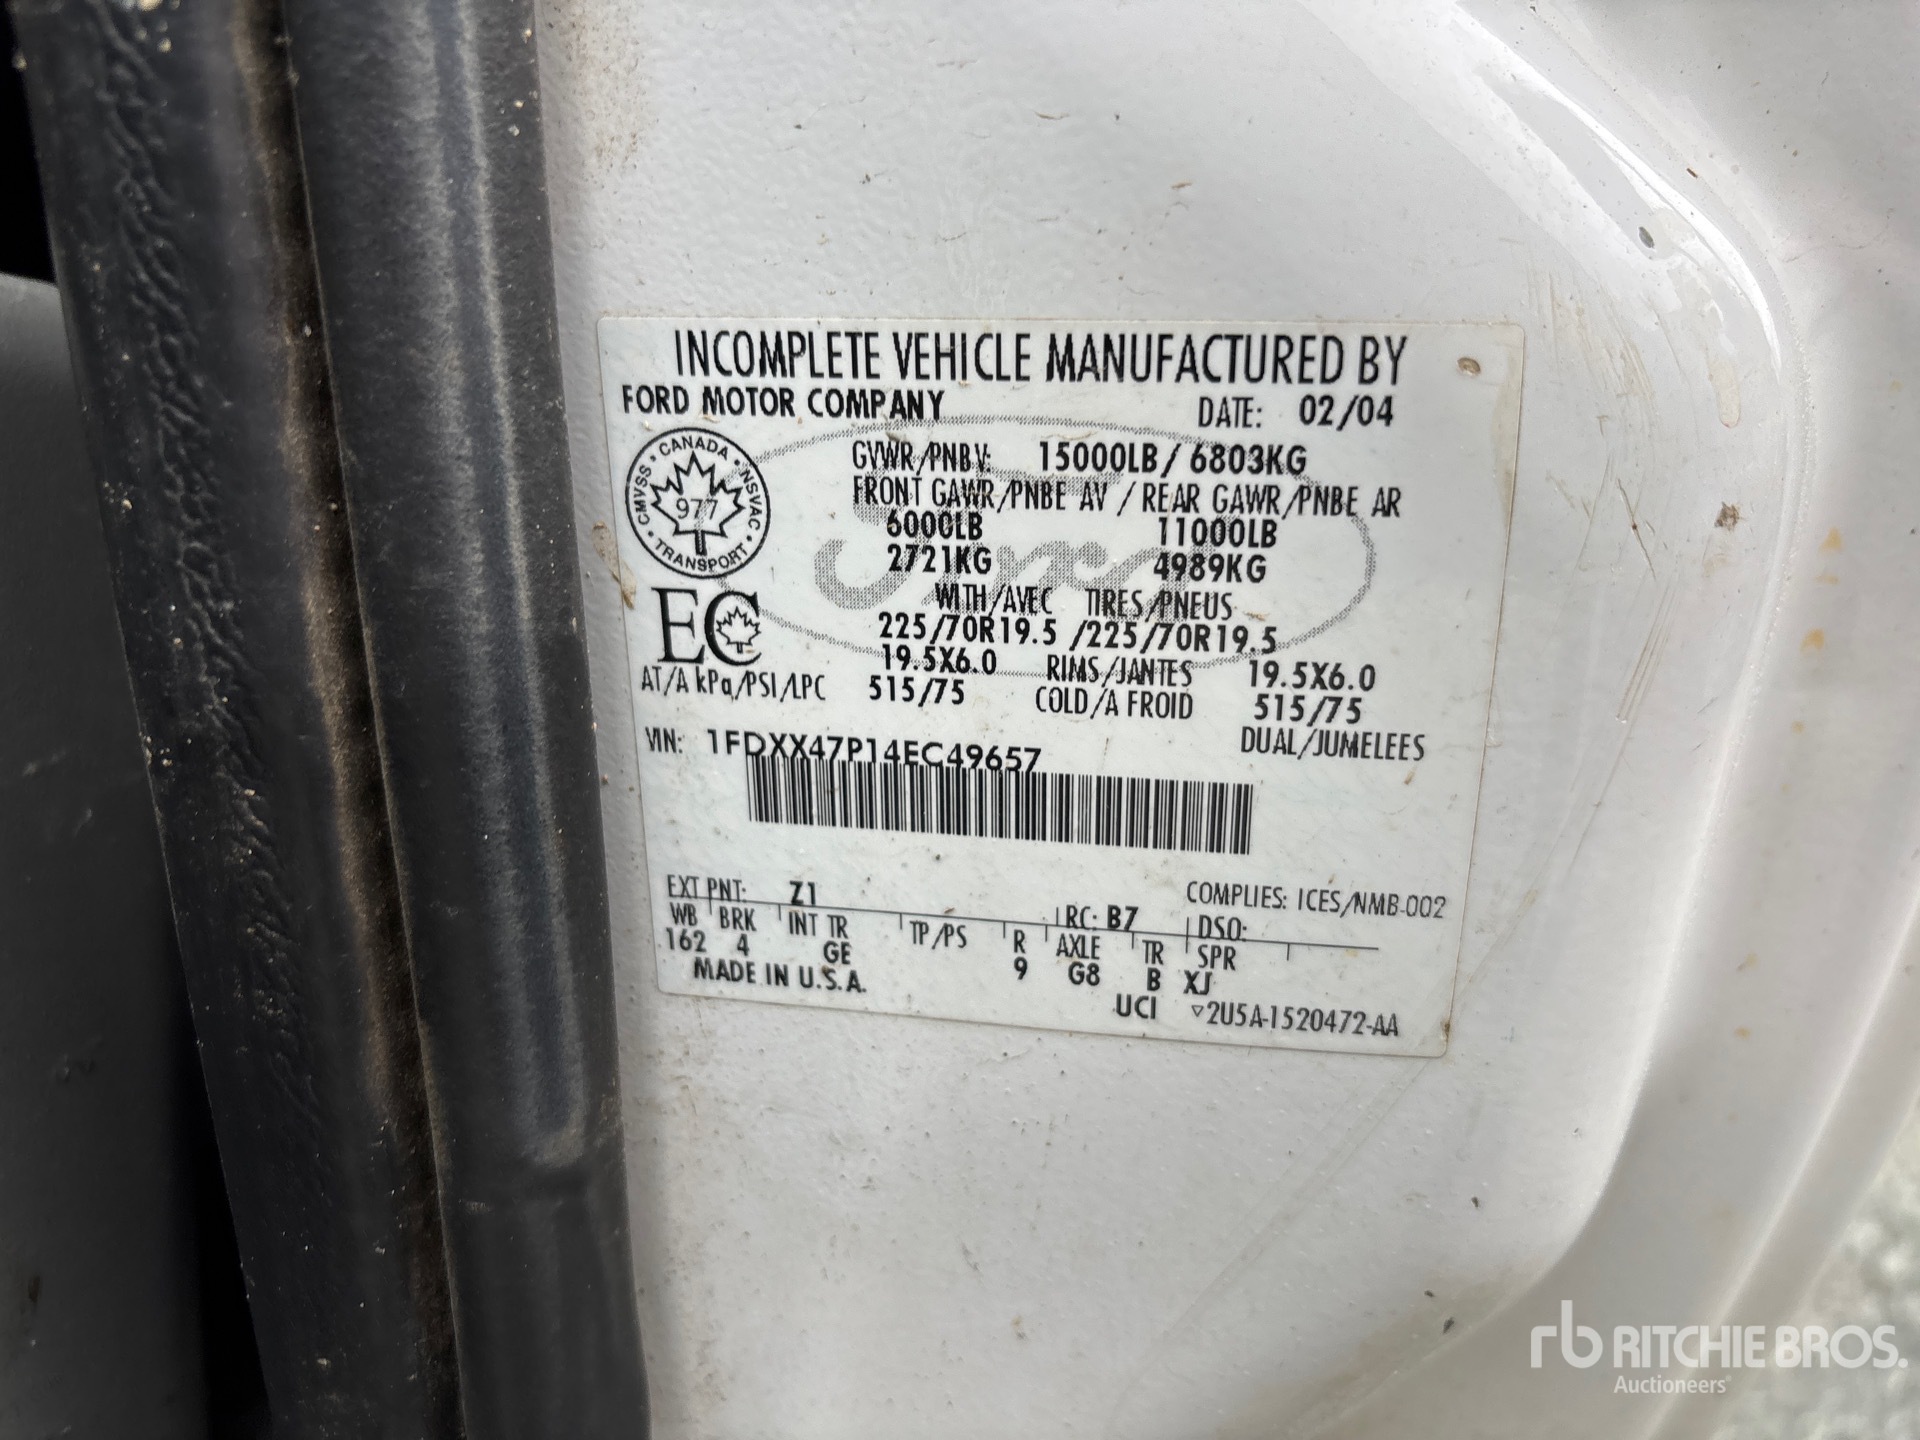 INCOMPLETE VEHICLE MANUFACTURED BY
FORD MOTOR COMPANY DATE: 02/04
GVWR/PNBV: 15000LB / 6803KG
FRONT GAWR/PNBE AV / REAR GAWR/PNBE AR
6000LB 11000LB
2721KG 4989KG
WITH/AVEC TIRES/PNEUS
225/70R19.5 /225/70R19.5
19.5X6.0 RIMS/JANTES 19.5X6.0
AT/A kPa/PSI/LPC 515/75 COLD/A FROID 515/75
CANADA NSVAC TRANSPORT CMVSS
977
EC
Ford
VIN: 1FDXX47P14EC49657 DUAL/JUMELEES
EXT PNT: Z1 COMPLIES: ICES/NMB-002
RC: B7 DSO:
WB BRK INT TR TP/PS R AXLE TR SPR
162 4 GE 9 G8 B XJ
MADE IN U.S.A.
UCI ▽2U5A-1520472-AA
rb RITCHIE BROS.
Auctioneers